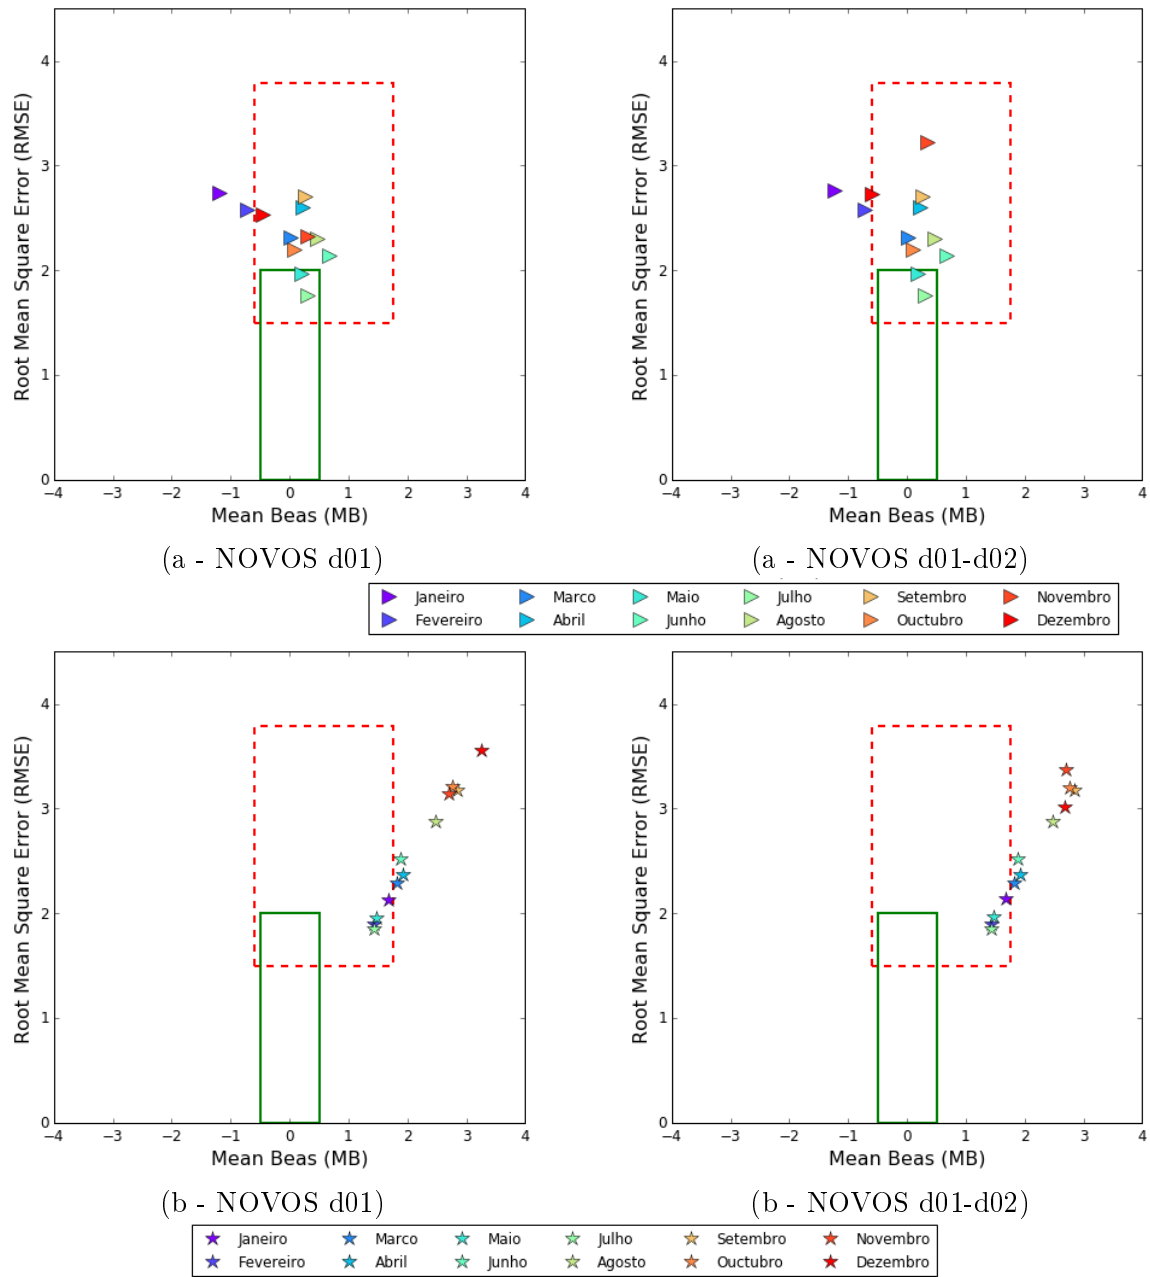 4
3
2
1
0
Root Mean Square Error (RMSE)
−4 −3 −2 −1 0 1 2 3 4
Mean Beas (MB)
(a - NOVOS d01)
4
3
2
1
0
Root Mean Square Error (RMSE)
−4 −3 −2 −1 0 1 2 3 4
Mean Beas (MB)
(a - NOVOS d01-d02)
Janeiro Marco Maio Julho Setembro Novembro
Fevereiro Abril Junho Agosto Ouctubro Dezembro
4
3
2
1
0
Root Mean Square Error (RMSE)
−4 −3 −2 −1 0 1 2 3 4
Mean Beas (MB)
(b - NOVOS d01)
4
3
2
1
0
Root Mean Square Error (RMSE)
−4 −3 −2 −1 0 1 2 3 4
Mean Beas (MB)
(b - NOVOS d01-d02)
Janeiro Marco Maio Julho Setembro Novembro
Fevereiro Abril Junho Agosto Ouctubro Dezembro